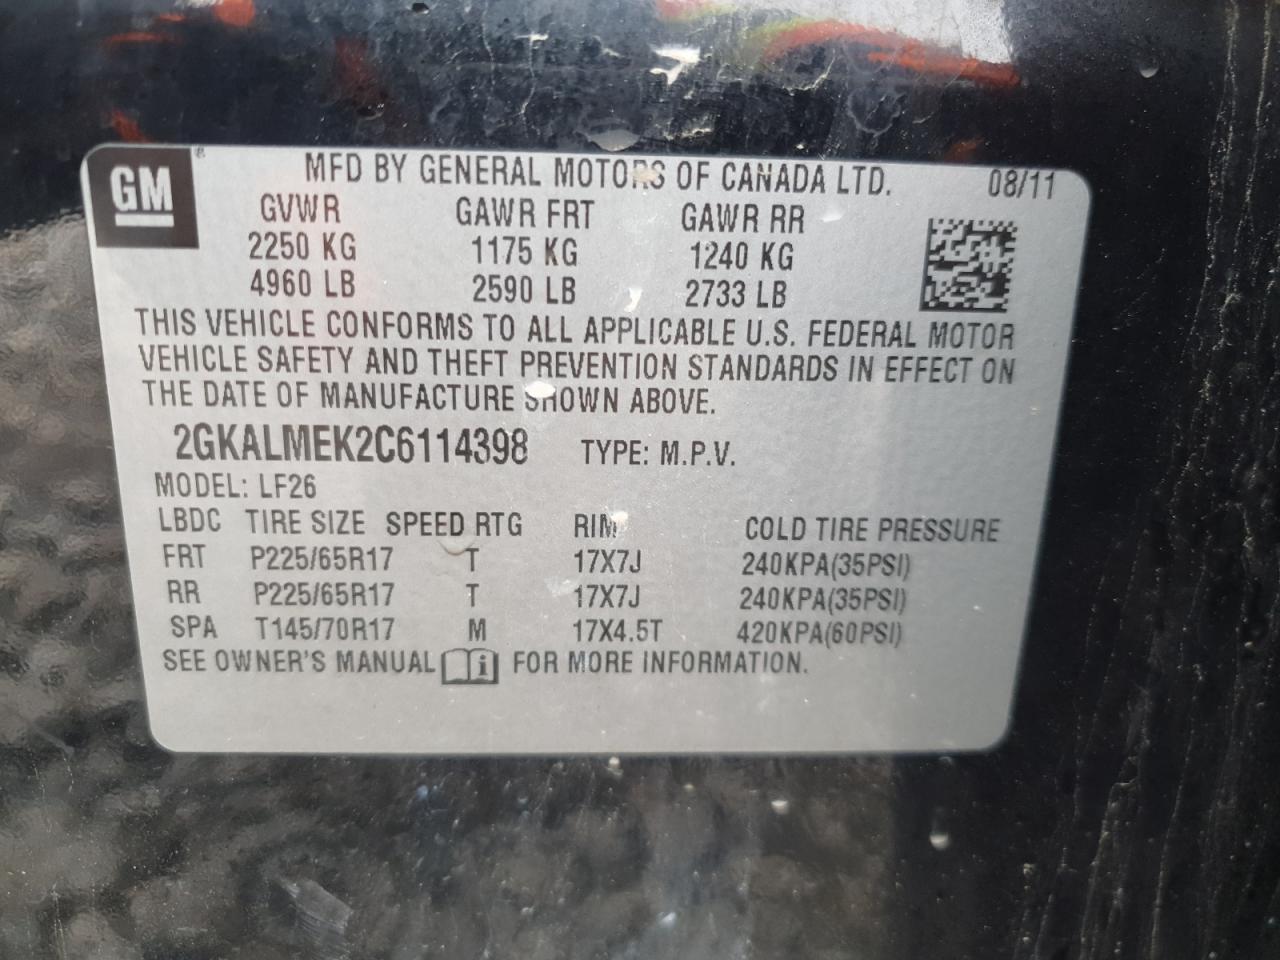 GM® MFD BY GENERAL MOTORS OF CANADA LTD. 08/11
GVWR GAWR FRT GAWR RR
2250 KG 1175 KG 1240 KG
4960 LB 2590 LB 2733 LB
THIS VEHICLE CONFORMS TO ALL APPLICABLE U.S. FEDERAL MOTOR
VEHICLE SAFETY AND THEFT PREVENTION STANDARDS IN EFFECT ON
THE DATE OF MANUFACTURE SHOWN ABOVE.
2GKALMEK2C6114398 TYPE: M.P.V.
MODEL: LF26
LBDC TIRE SIZE SPEED RTG RIM COLD TIRE PRESSURE
FRT P225/65R17 T 17X7J 240KPA(35PSI)
RR P225/65R17 T 17X7J 240KPA(35PSI)
SPA T145/70R17 M 17X4.5T 420KPA(60PSI)
SEE OWNER'S MANUAL i FOR MORE INFORMATION.